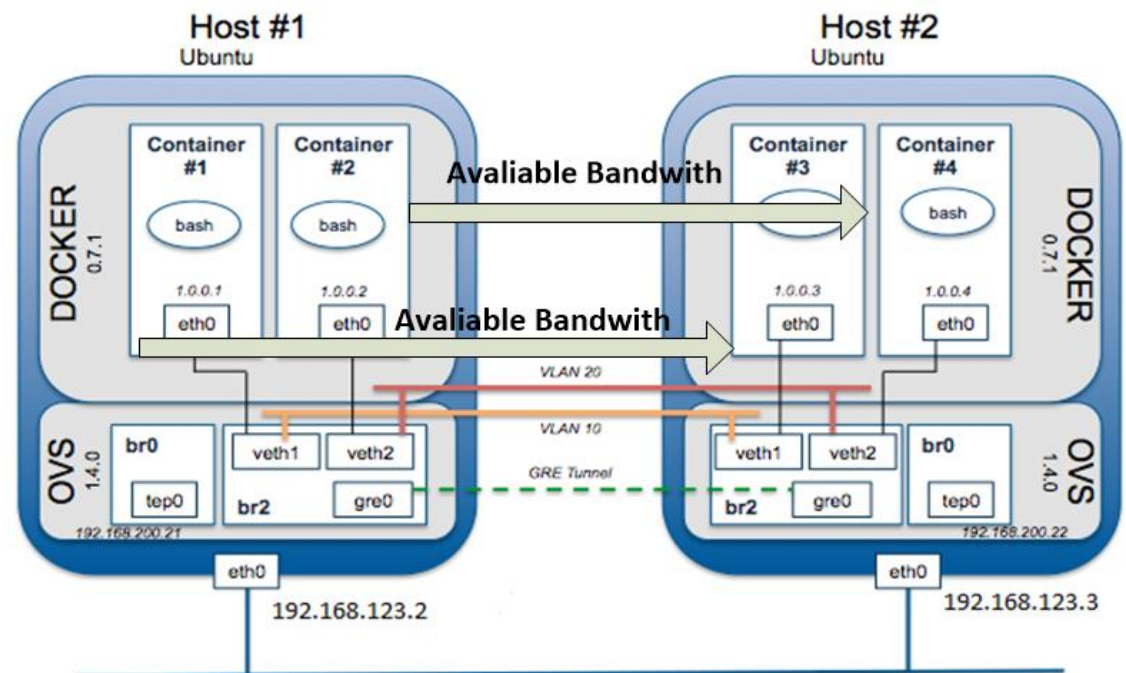 Host #1
Ubuntu
DOCKER
0.7.1
Container
#1
bash
1.0.0.1
eth0
Container
#2
bash
1.0.0.2
eth0
Avaliable Bandwith
Avaliable Bandwith
Host #2
Ubuntu
Container
#3
1.0.0.3
eth0
Container
#4
bash
1.0.0.4
eth0
DOCKER
0.7.1
VLAN 20
VLAN 10
GRE Tunnel
OVS
1.4.0
br0
tep0
192.168.200.21
veth1
veth2
br2
gre0
eth0
192.168.123.2
veth1
veth2
br2
gre0
br0
tep0
192.168.200.22
OVS
1.4.0
eth0
192.168.123.3